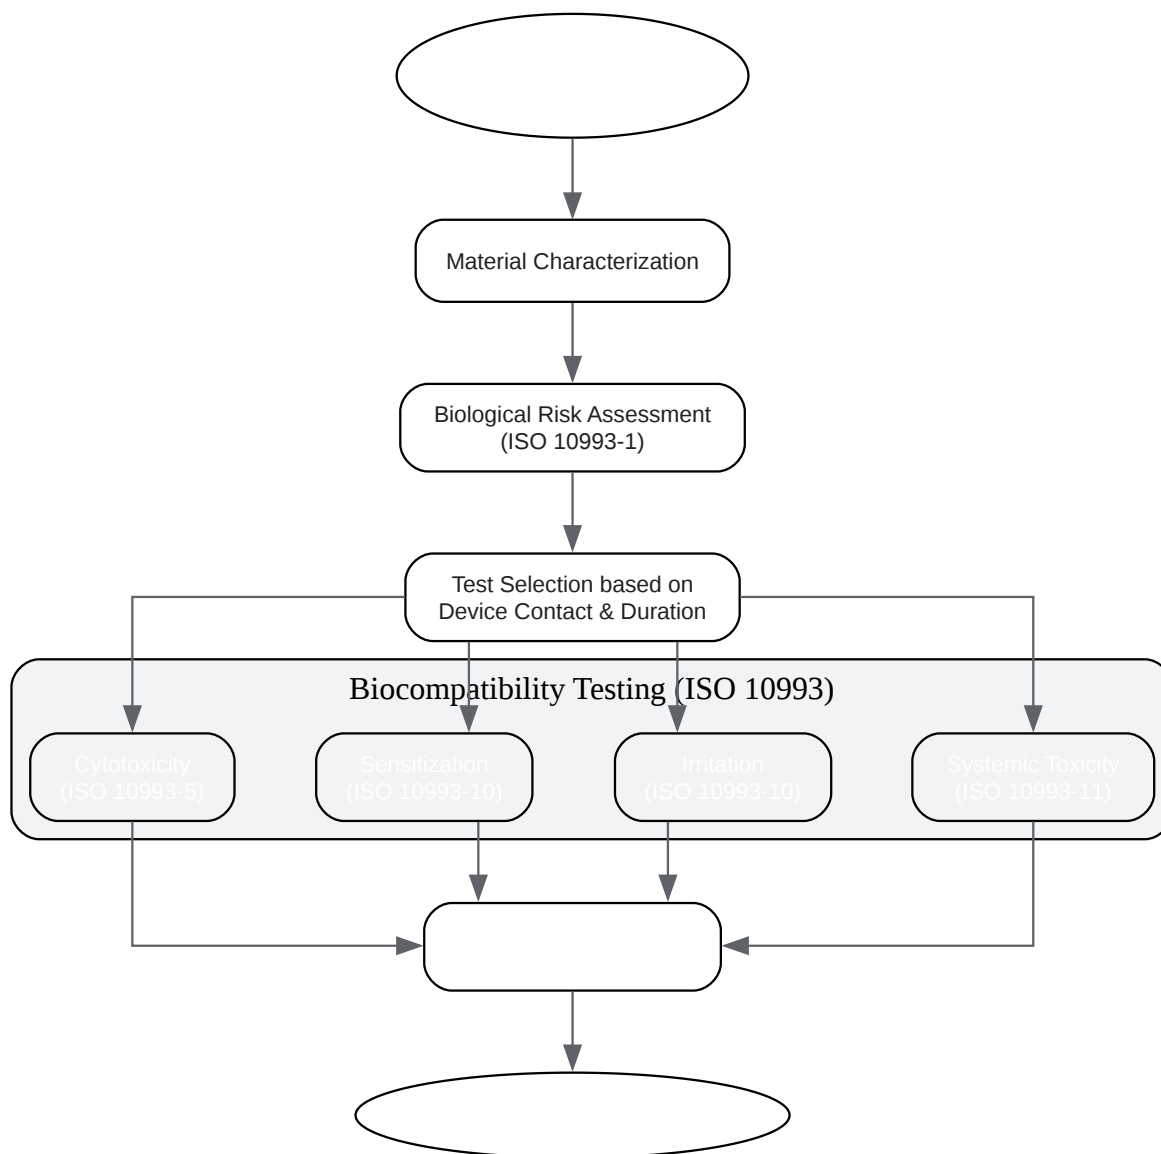 Material Characterization
Biological Risk Assessment
(ISO 10993-1)
Test Selection based on
Device Contact & Duration
Biocompatibility Testing (ISO 10993)
Cytotoxicity
(ISO 10993-5)
Sensitization
(ISO 10993-10)
Irritation
(ISO 10993-10)
Systemic Toxicity
(ISO 10993-11)